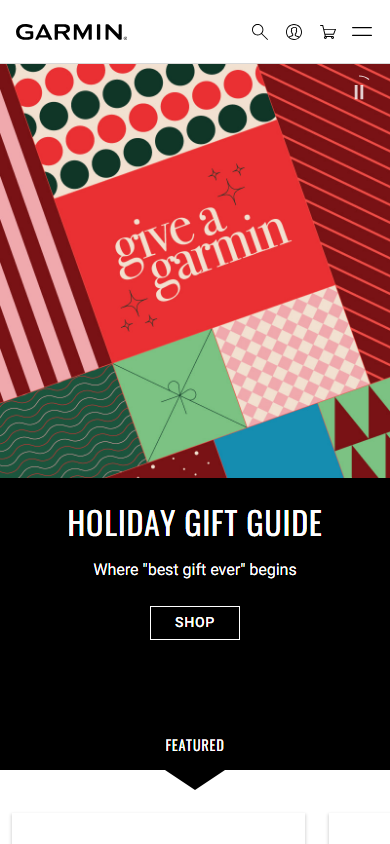 GARMIN
give a
garmin
HOLIDAY GIFT GUIDE
Where "best gift ever" begins
SHOP
FEATURED